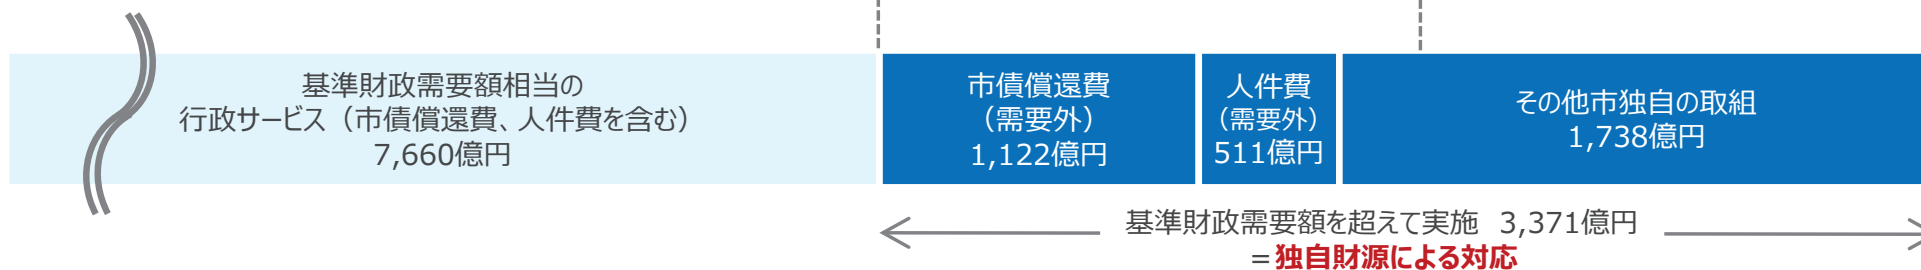 基準財政需要額相当の
行政サービス（市債償還費、人件費を含む）
7,660億円
市債償還費
（需要外）
1,122億円
人件費
（需要外）
511億円
その他市独自の取組
1,738億円
基準財政需要額を超えて実施 3,371億円
＝独自財源による対応